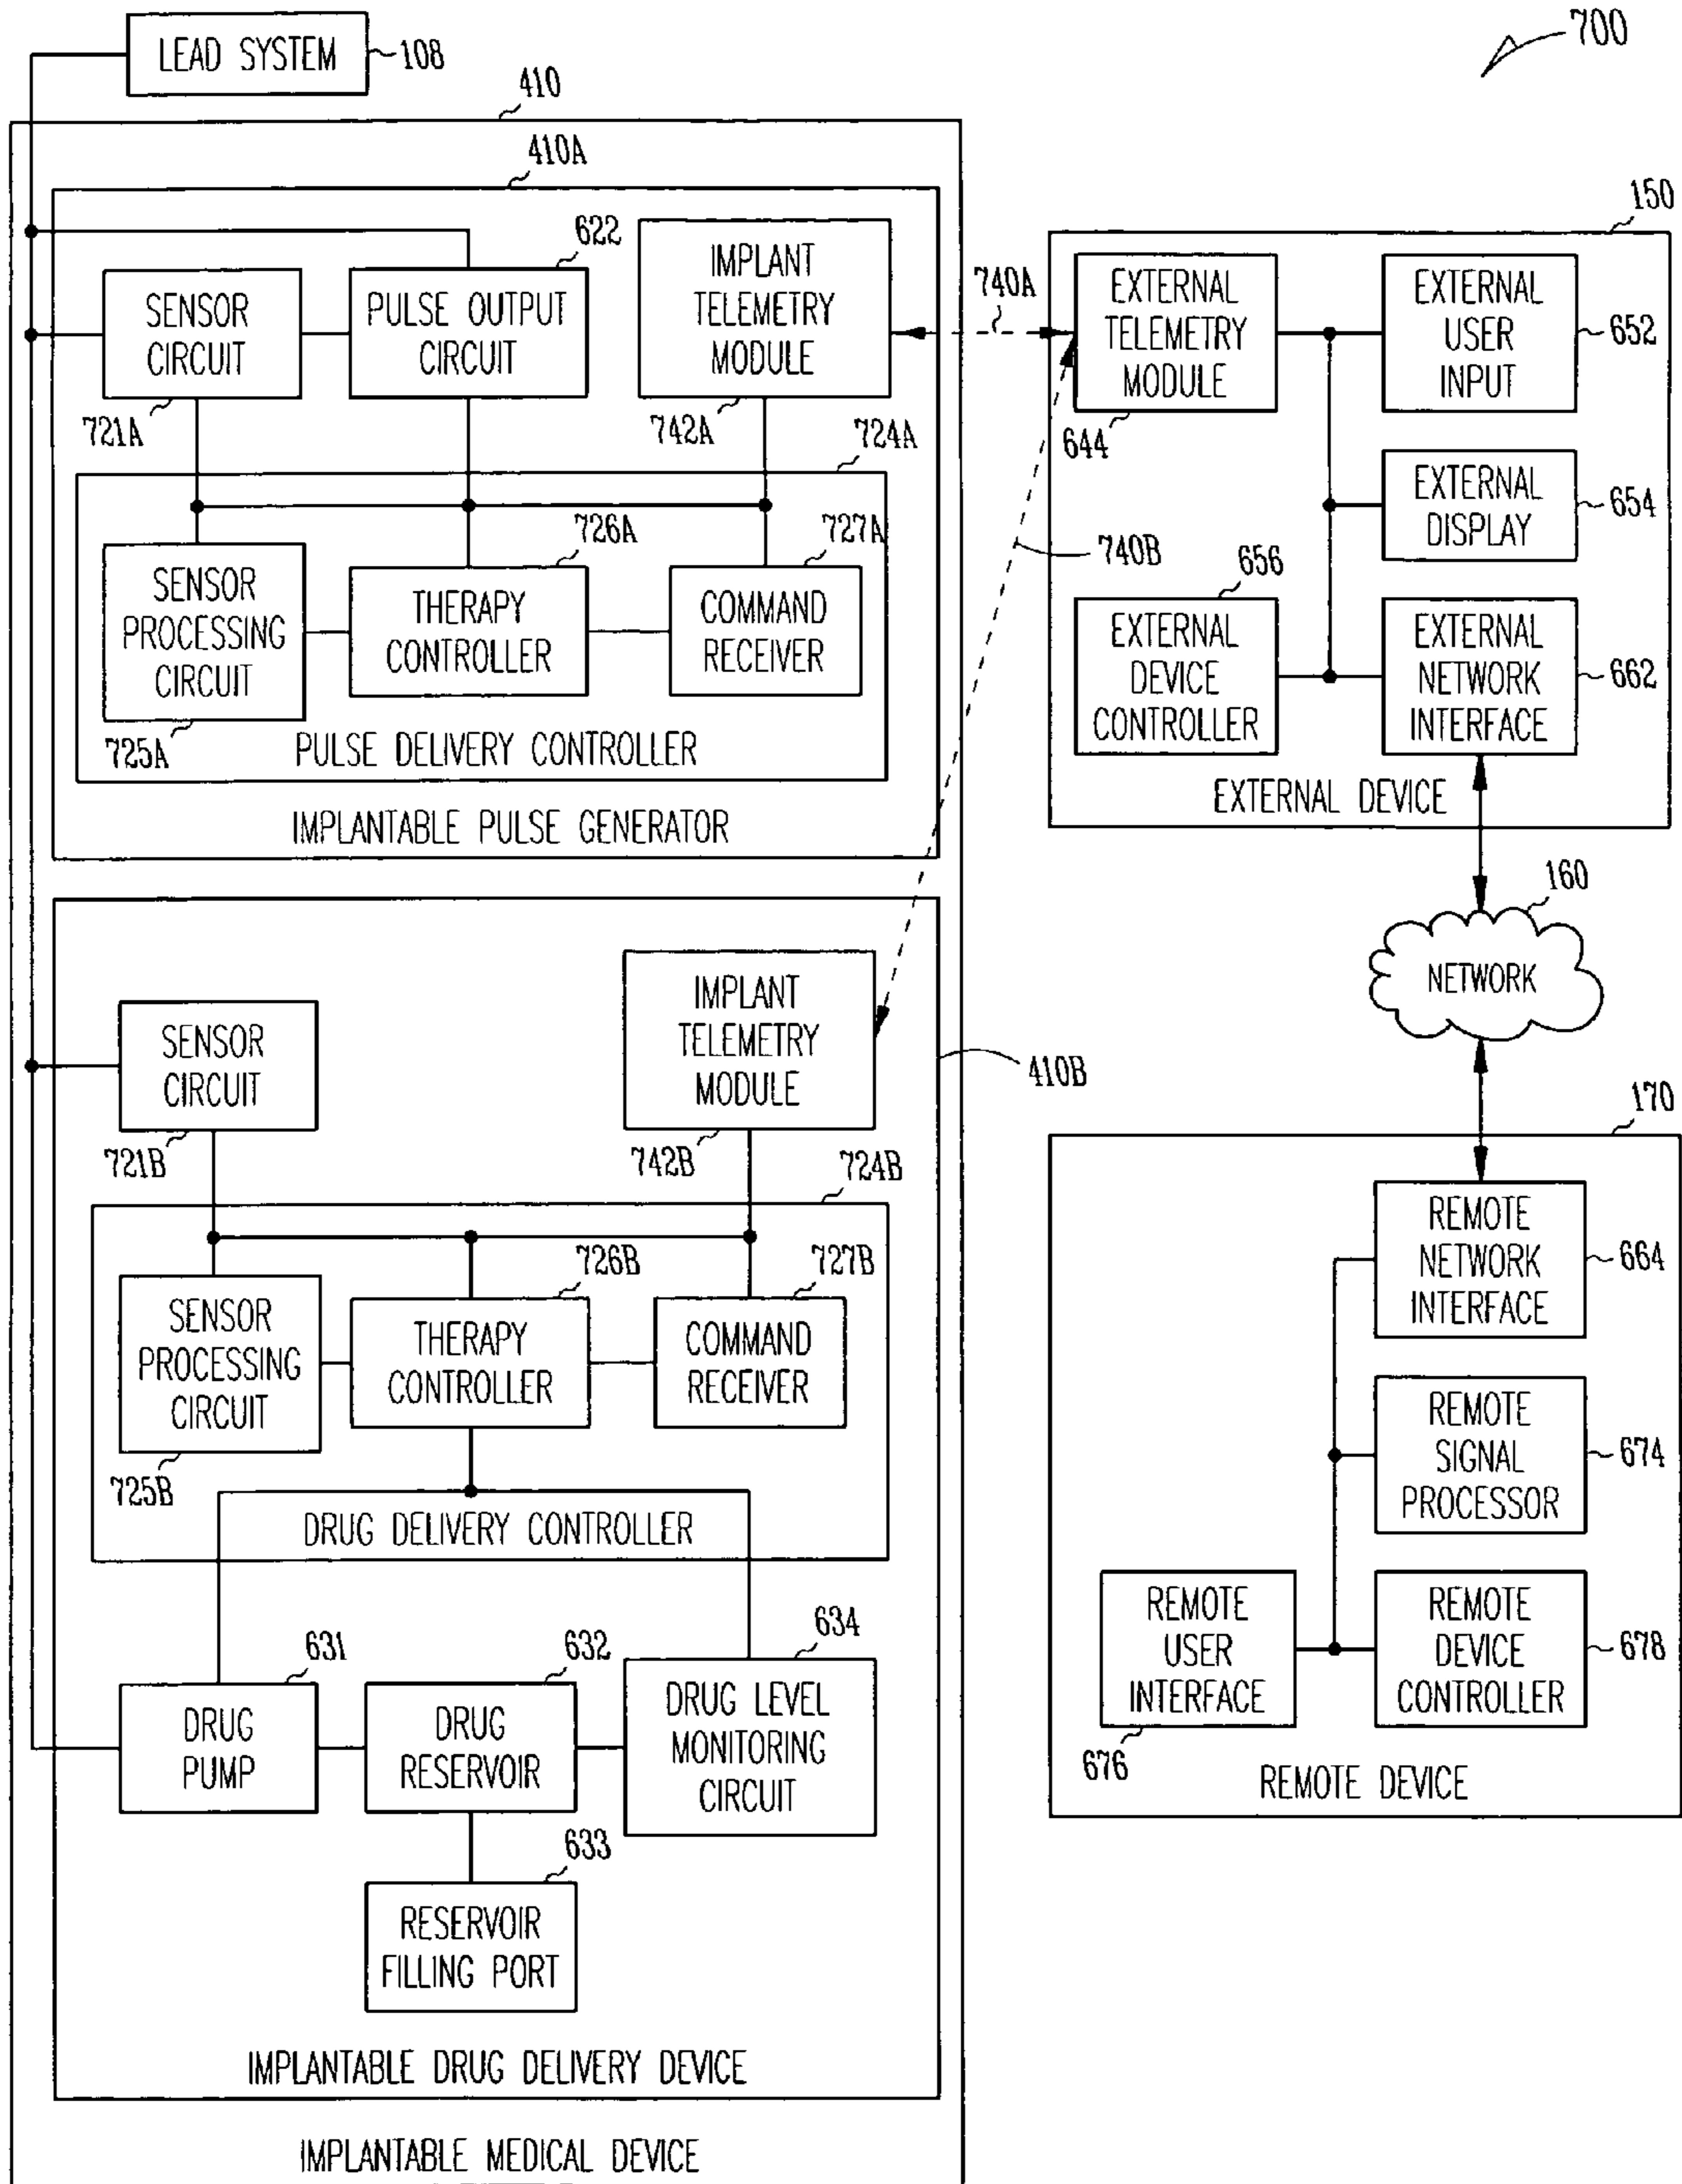 700
LEAD SYSTEM
108
410
410A
622
SENSOR
CIRCUIT
721A
PULSE OUTPUT
CIRCUIT
IMPLANT
TELEMETRY
MODULE
742A
724A
726A
727A
SENSOR
PROCESSING
CIRCUIT
725A
THERAPY
CONTROLLER
COMMAND
RECEIVER
PULSE DELIVERY CONTROLLER
IMPLANTABLE PULSE GENERATOR
740A
740B
150
EXTERNAL
TELEMETRY
MODULE
644
EXTERNAL
USER
INPUT
652
EXTERNAL
DISPLAY
654
656
EXTERNAL
DEVICE
CONTROLLER
EXTERNAL
NETWORK
INTERFACE
662
EXTERNAL DEVICE
160
NETWORK
SENSOR
CIRCUIT
721B
IMPLANT
TELEMETRY
MODULE
742B
410B
724B
726B
727B
SENSOR
PROCESSING
CIRCUIT
725B
THERAPY
CONTROLLER
COMMAND
RECEIVER
DRUG DELIVERY CONTROLLER
631
DRUG
PUMP
632
DRUG
RESERVOIR
634
DRUG LEVEL
MONITORING
CIRCUIT
633
RESERVOIR
FILLING PORT
IMPLANTABLE DRUG DELIVERY DEVICE
IMPLANTABLE MEDICAL DEVICE
170
REMOTE
NETWORK
INTERFACE
664
REMOTE
SIGNAL
PROCESSOR
674
REMOTE
USER
INTERFACE
676
REMOTE
DEVICE
CONTROLLER
678
REMOTE DEVICE